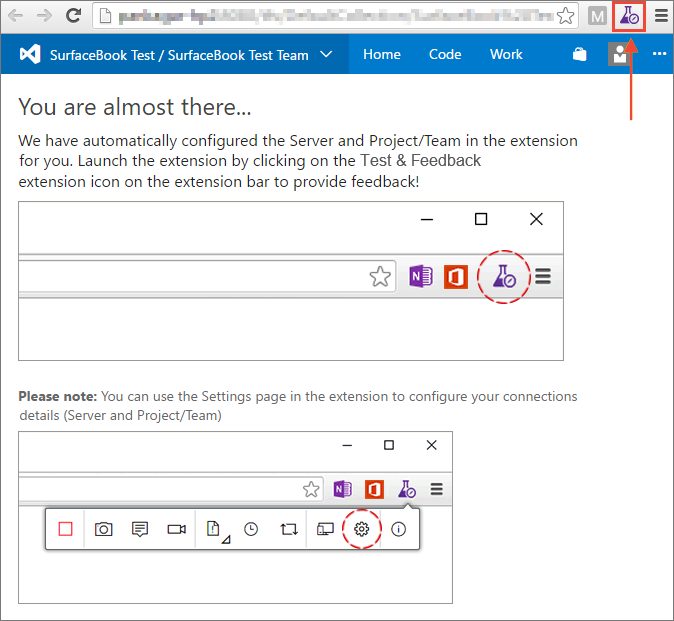 M
SurfaceBook Test / SurfaceBook Test Team
Home
Code
Work
You are almost there...
We have automatically configured the Server and Project/Team in the extension
for you. Launch the extension by clicking on the Test & Feedback
extension icon on the extension bar to provide feedback!
N
Please note: You can use the Settings page in the extension to configure your connections
details (Server and Project/Team)
N